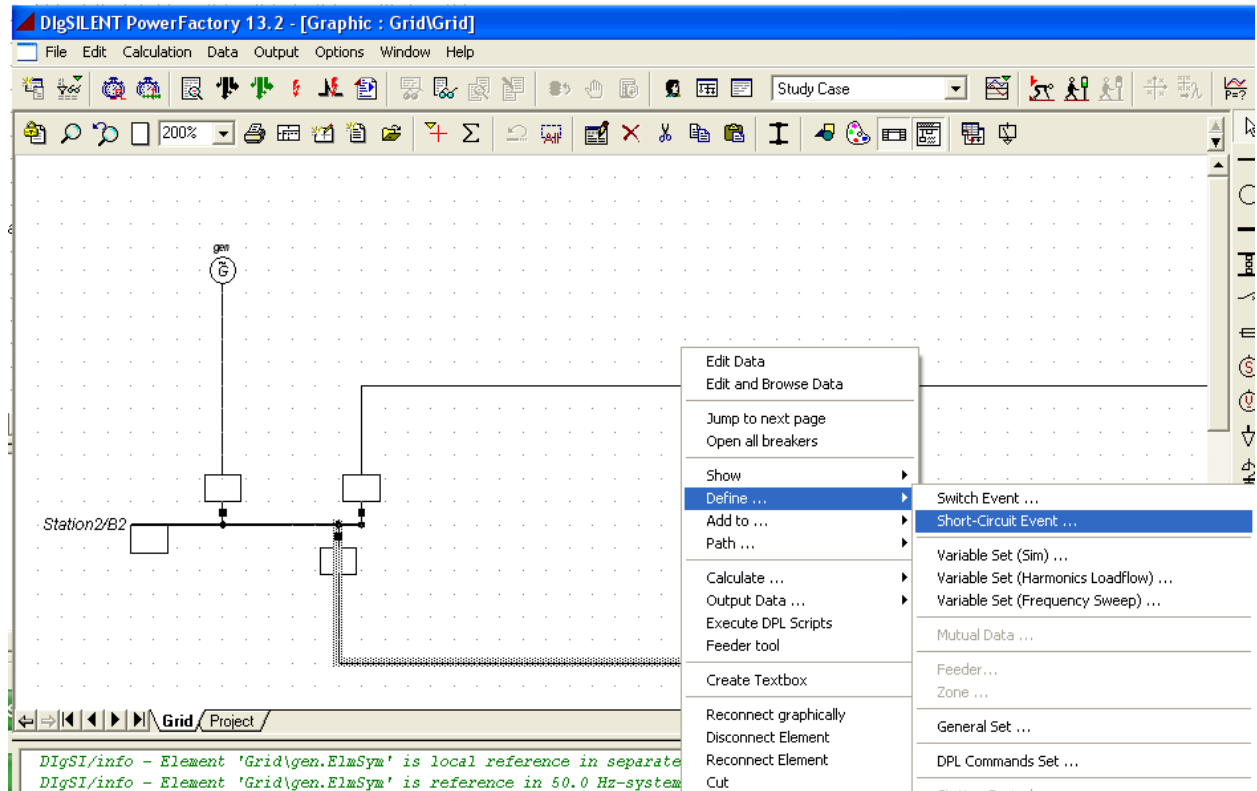 DIgSILENT PowerFactory 13.2 - [Graphic : Grid\Grid]
File Edit Calculation Data Output Options Window Help
Study Case
P=?
200%
gen
G
Station2/B2
Edit Data
Edit and Browse Data
Jump to next page
Open all breakers
Show
Define ...
Add to ...
Path ...
Calculate ...
Output Data ...
Execute DPL Scripts
Feeder tool
Create Textbox
Reconnect graphically
Disconnect Element
Reconnect Element
Cut
Switch Event ...
Short-Circuit Event ...
Variable Set (Sim) ...
Variable Set (Harmonics Loadflow) ...
Variable Set (Frequency Sweep) ...
Mutual Data ...
Feeder...
Zone ...
General Set ...
DPL Commands Set ...
Grid Project
DIgSI/info - Element 'Grid\gen.ElmSym' is local reference in separate
DIgSI/info - Element 'Grid\gen.ElmSym' is reference in 50.0 Hz-system